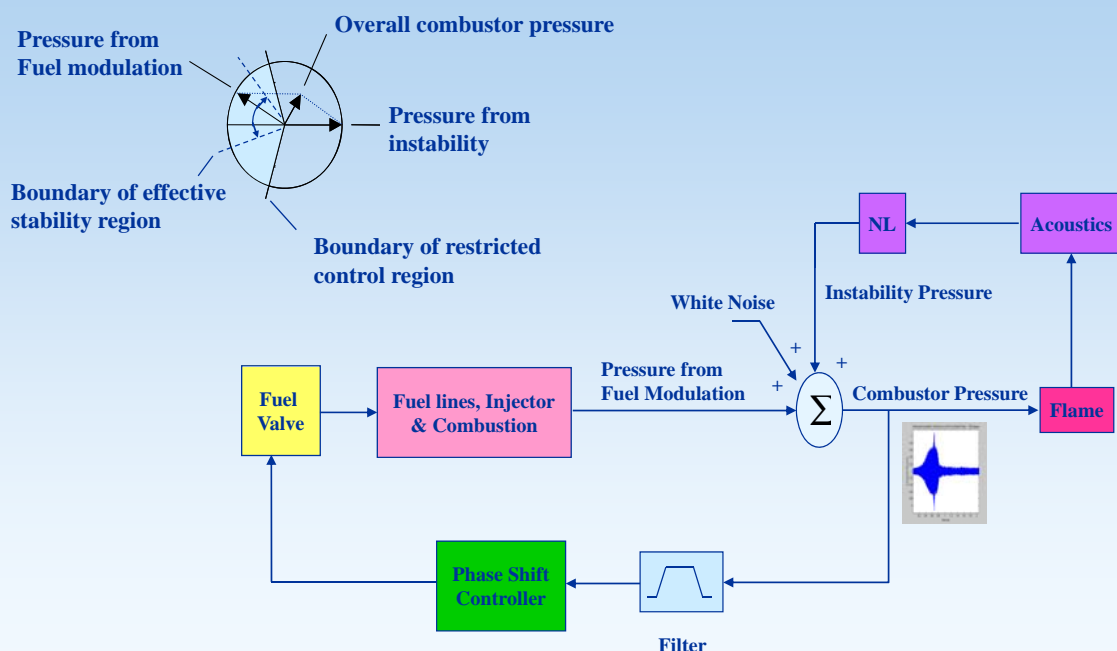 Overall combustor pressure
Pressure from
Fuel modulation
Pressure from
instability
Boundary of effective
stability region
Boundary of restricted
control region
NL
Acoustics
Instability Pressure
White Noise
+
+
+
Pressure from
Fuel Modulation
Combustor Pressure
Fuel
Valve
Fuel lines, Injector
& Combustion
Σ
Flame
Phase Shift
Controller
Filter